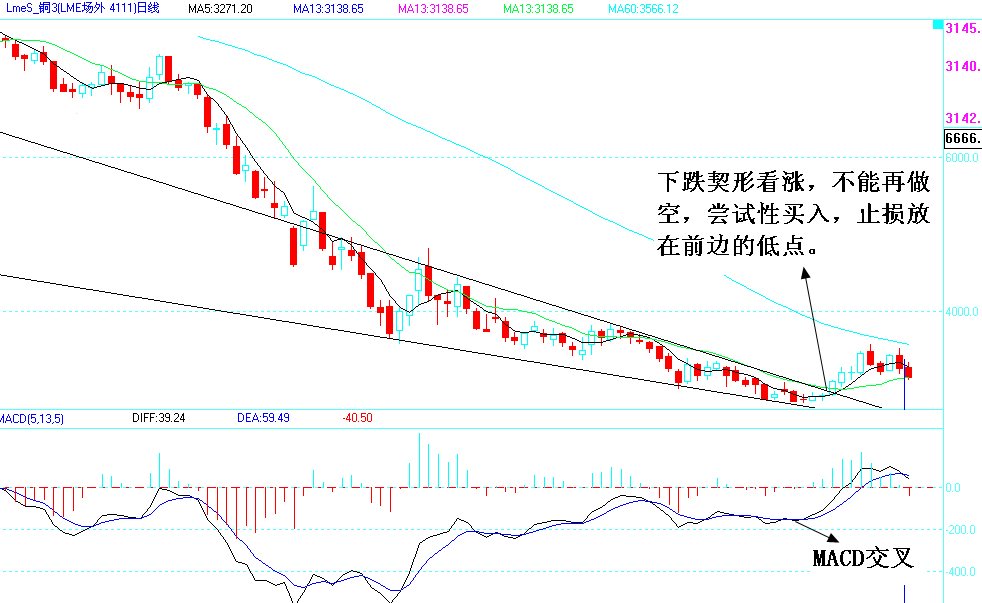 LmeS_铜3(LME场外 4111)日线 MA5:3271.20 MA13:3138.65 MA13:3138.65 MA13:3138.65 MA60:3566.12
3145.
3140.
3142.
6666.
6000.0
下跌契形看涨，不能再做
空，尝试性买入，止损放
在前边的低点。
4000.0
MACD(5,13,5) DIFF:39.24 DEA:59.49 -40.50
0.0
-200.0
MACD交叉
-400.0